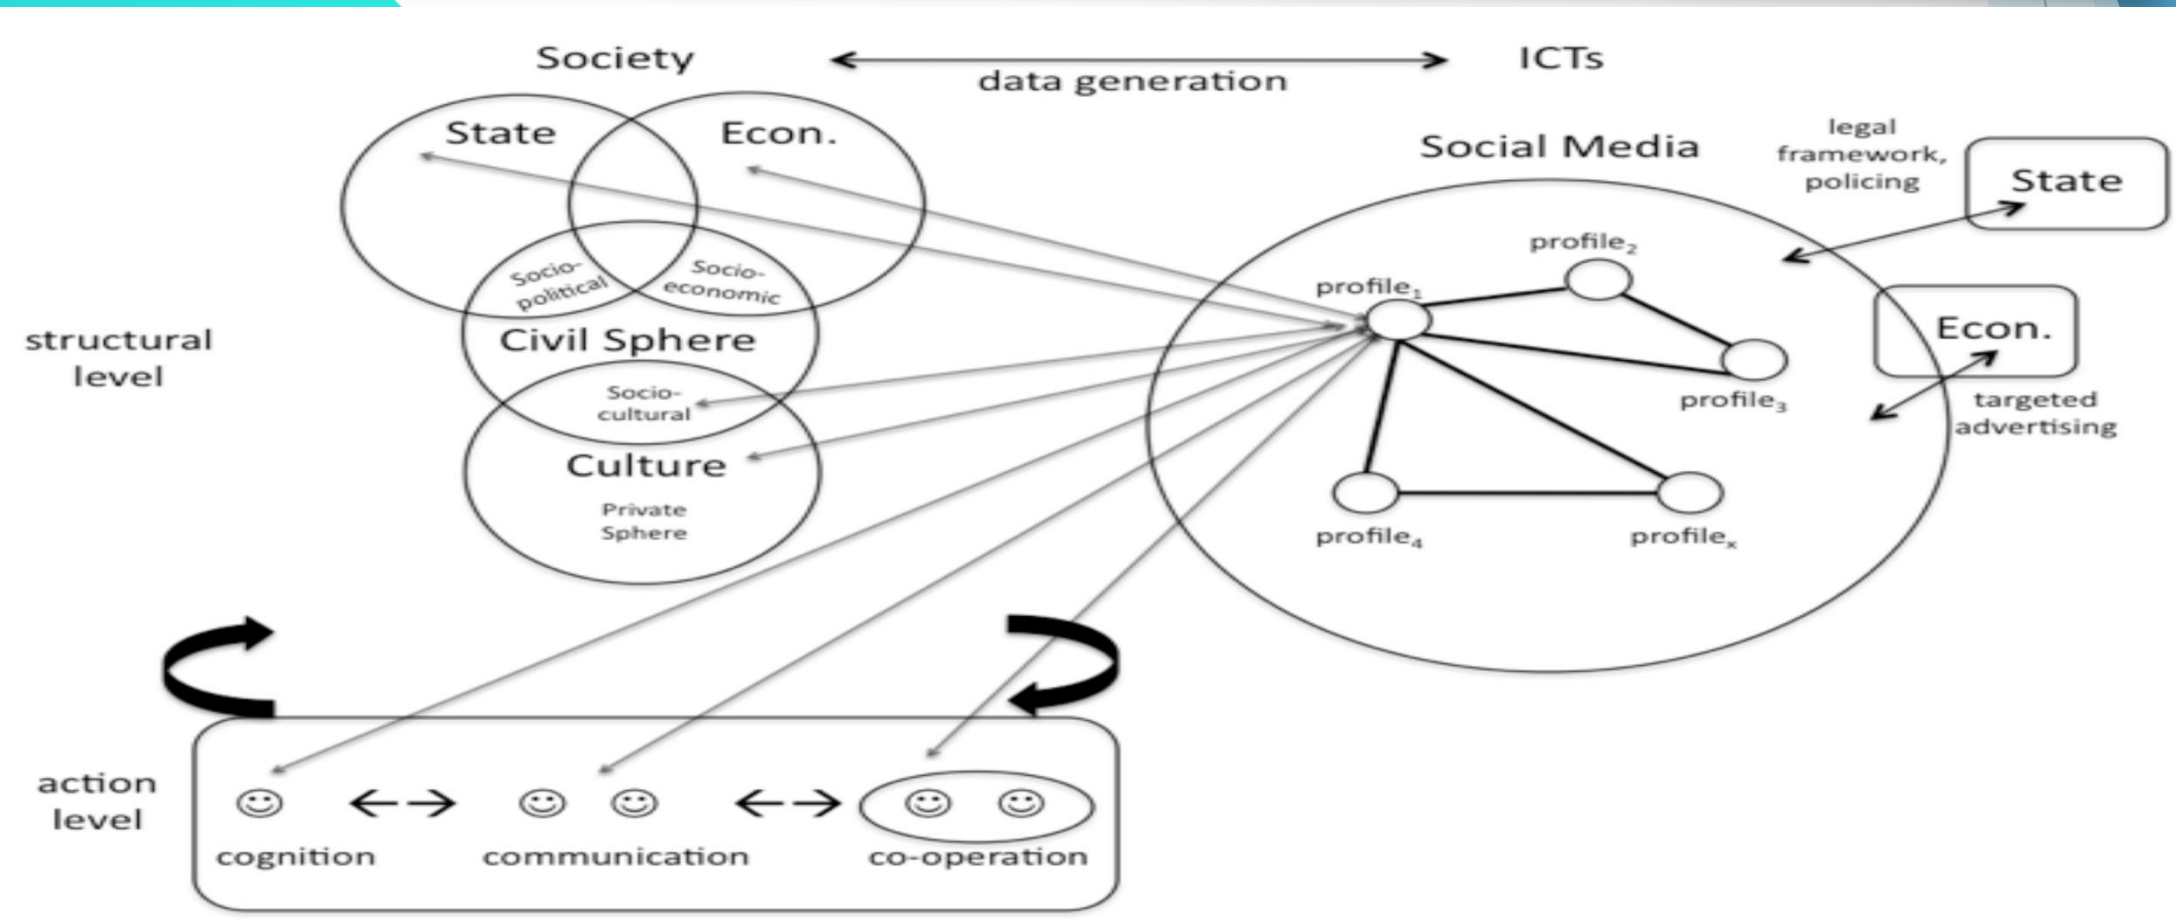 Society
data generation
ICTs
State
Econ.
Socio-
political
Socio-
economic
Civil Sphere
Socio-
cultural
Culture
Private
Sphere
structural
level
Social Media
profile₁
profile₂
profile₃
profile₄
profileₓ
legal
framework,
policing
State
Econ.
targeted
advertising
action
level
cognition
communication
co-operation